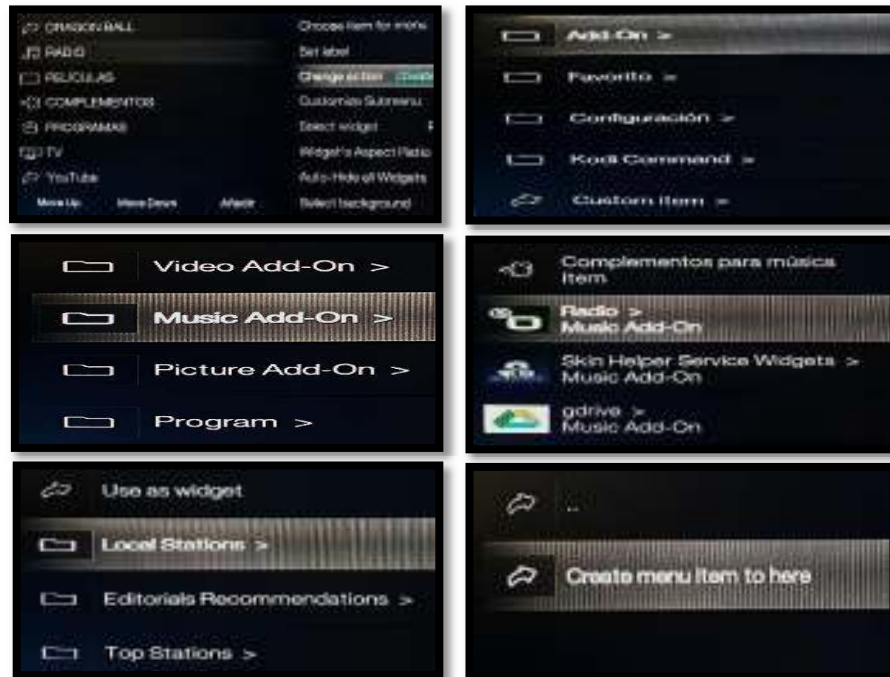 DRAGON BALL
RADIO
PELICULAS
COMPLEMENTOS
PROGRAMAS
TV
YouTube
Move Up Move Down Añadir
Choose item for menu
Set label
Change action
Customize Submenu
Select widget
Widget's Aspect Ratio
Auto-Hide all Widgets
Select background
Add-On >
Favorito >
Configuración >
Kodi Command >
Custom item >
Video Add-On >
Music Add-On >
Picture Add-On >
Program >
Complementos para música
Item
Radio >
Music Add-On
Skin Helper Service Widgets >
Music Add-On
gdrive >
Music Add-On
Use as widget
Local Stations >
Editorials Recommendations >
Top Stations >
..
Create menu item to here